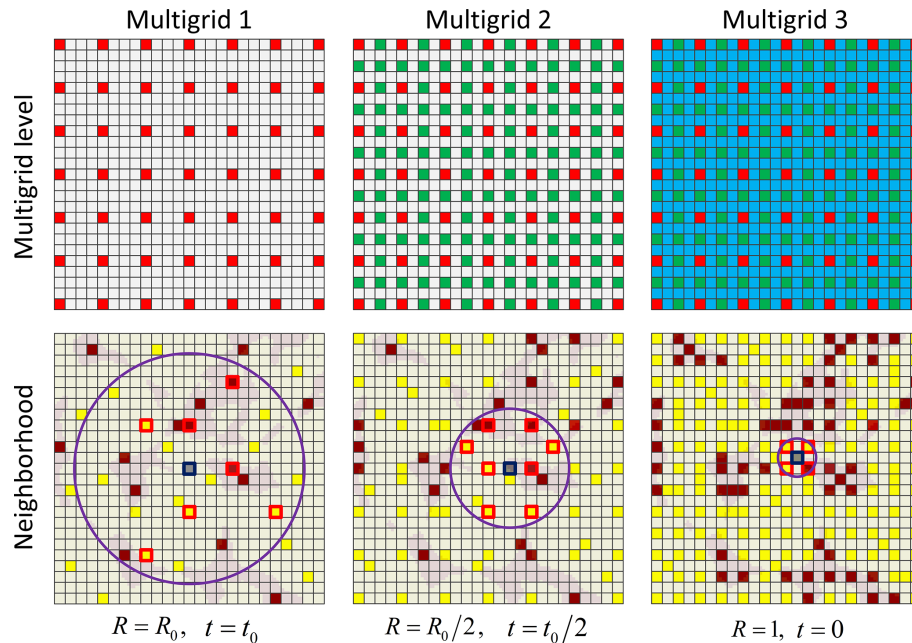 Multigrid 1
Multigrid 2
Multigrid 3
Multigrid level
Neighborhood
R = R₀, t = t₀
R = R₀/2, t = t₀/2
R = 1, t = 0